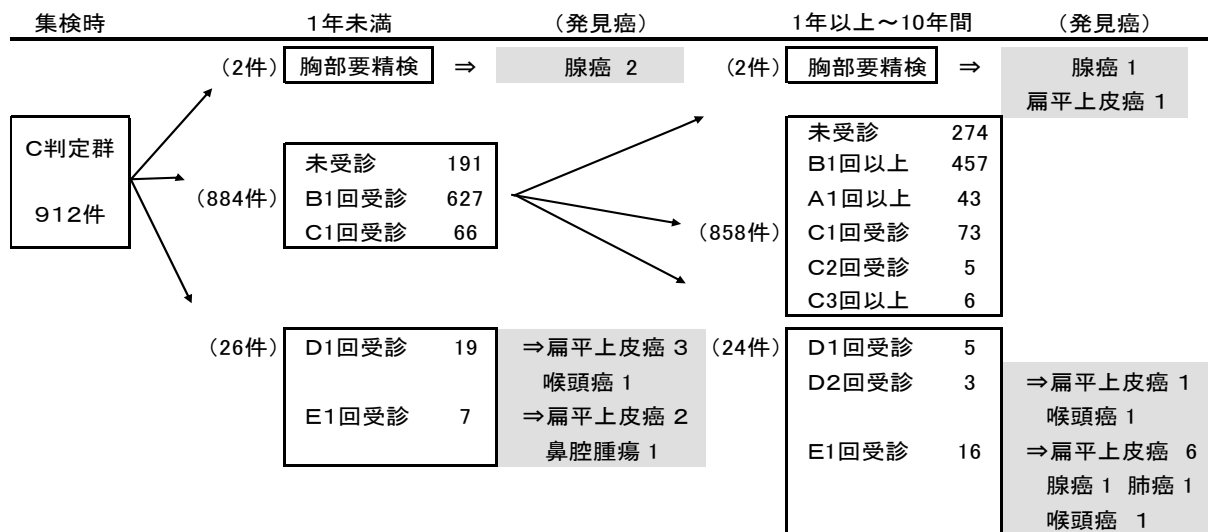 集検時 1年未満 (発見癌) 1年以上~10年間 (発見癌)
(2件) 胸部要精検 ⇒ 腺癌 2 (2件) 胸部要精検 ⇒ 腺癌 1
扁平上皮癌 1
C判定群
912件
(884件)
未受診 191
B1回受診 627
C1回受診 66
(858件)
未受診 274
B1回以上 457
A1回以上 43
C1回受診 73
C2回受診 5
C3回以上 6
(26件) D1回受診 19 ⇒扁平上皮癌 3
喉頭癌 1
E1回受診 7 ⇒扁平上皮癌 2
鼻腔腫瘍 1
(24件) D1回受診 5
D2回受診 3 ⇒扁平上皮癌 1
喉頭癌 1
E1回受診 16 ⇒扁平上皮癌 6
腺癌 1 肺癌 1
喉頭癌 1